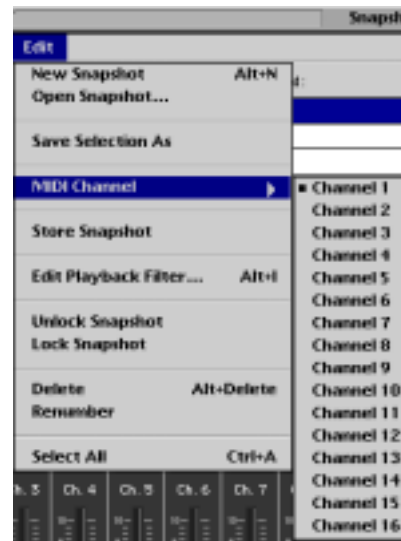 Snapsh
Edit
New Snapshot Alt+N
Open Snapshot...
Save Selection As
MIDI Channel
Store Snapshot
Edit Playback Filter... Alt+I
Unlock Snapshot
Lock Snapshot
Delete Alt+Delete
Renumber
Select All Ctrl+A
Channel 1
Channel 2
Channel 3
Channel 4
Channel 5
Channel 6
Channel 7
Channel 8
Channel 9
Channel 10
Channel 11
Channel 12
Channel 13
Channel 14
Channel 15
Channel 16
h. 3 Ch. 4 Ch. 5 Ch. 6 Ch. 7